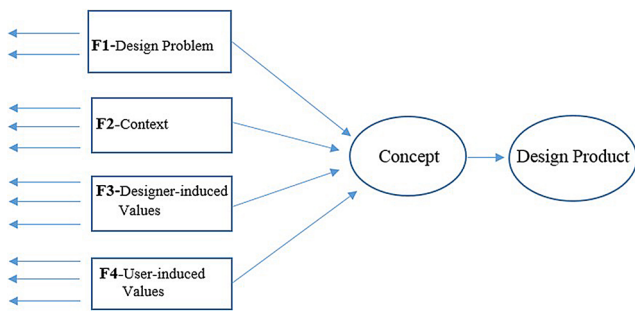 F1-Design Problem
F2-Context
F3-Designer-induced
Values
F4-User-induced
Values
Concept
Design Product